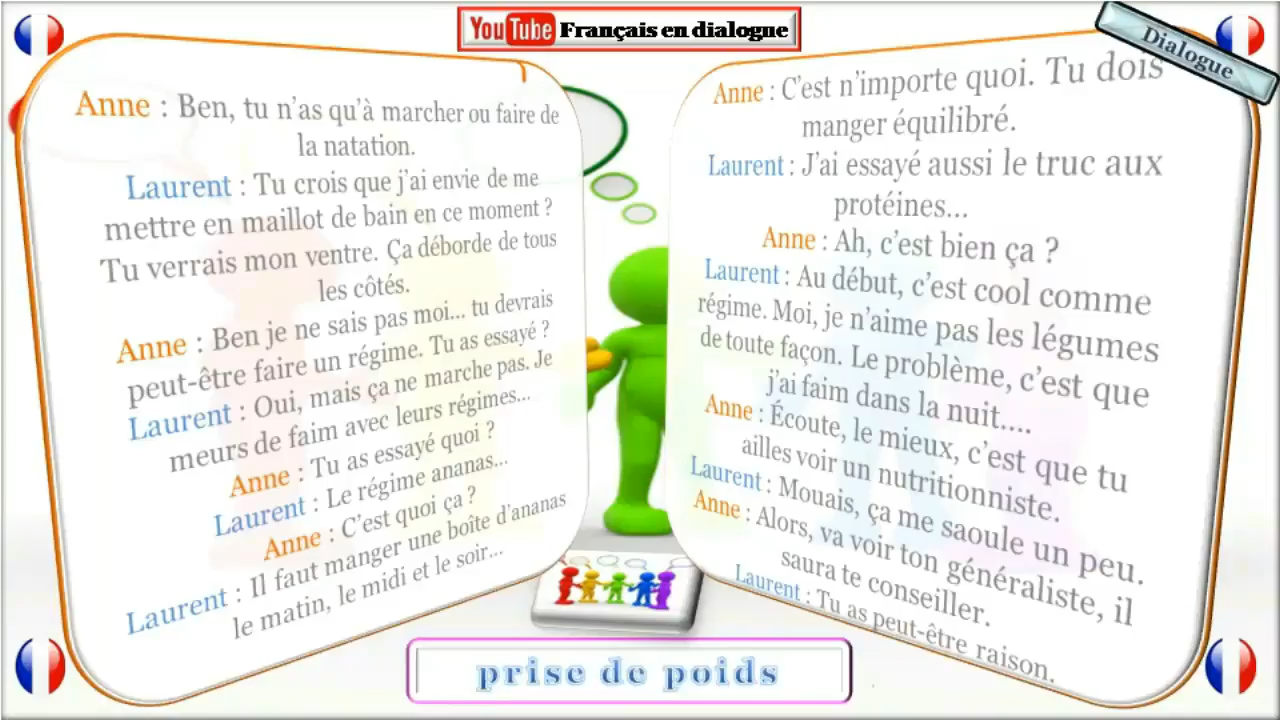 YouTube Français en dialogue
Dialogue
Anne : Ben, tu n'as qu'à marcher ou faire de
la natation.
Laurent : Tu crois que j'ai envie de me
mettre en maillot de bain en ce moment ?
Tu verrais mon ventre. Ça déborde de tous
les côtés.
Anne : Ben je ne sais pas moi... tu devrais
peut-être faire un régime. Tu as essayé ?
Laurent : Oui, mais ça ne marche pas. Je
meurs de faim avec leurs régimes...
Anne : Tu as essayé quoi ?
Laurent : Le régime ananas...
Anne : C'est quoi ça ?
Laurent : Il faut manger une boîte d'ananas
le matin, le midi et le soir...
Anne : C'est n'importe quoi. Tu dois
manger équilibré.
Laurent : J'ai essayé aussi le truc aux
protéines...
Anne : Ah, c'est bien ça ?
Laurent : Au début, c'est cool comme
régime. Moi, je n'aime pas les légumes
de toute façon. Le problème, c'est que
j'ai faim dans la nuit....
Anne : Écoute, le mieux, c'est que tu
ailles voir un nutritionniste.
Laurent : Mouais, ça me saoule un peu.
Anne : Alors, va voir ton généraliste, il
saura te conseiller.
Laurent : Tu as peut-être raison.
prise de poids